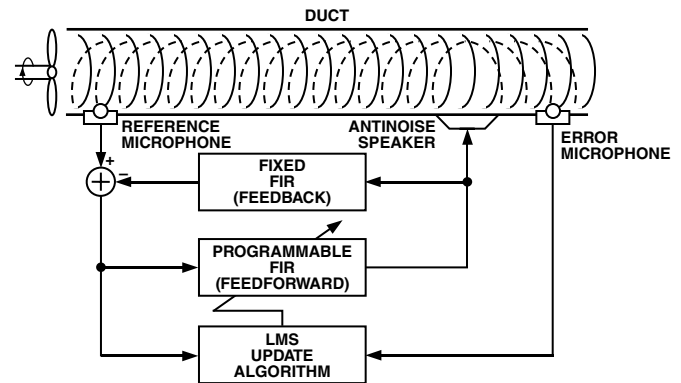 DUCT
REFERENCE
MICROPHONE
ANTINOISE
SPEAKER
ERROR
MICROPHONE
+
–
FIXED
FIR
(FEEDBACK)
PROGRAMMABLE
FIR
(FEEDFORWARD)
LMS
UPDATE
ALGORITHM